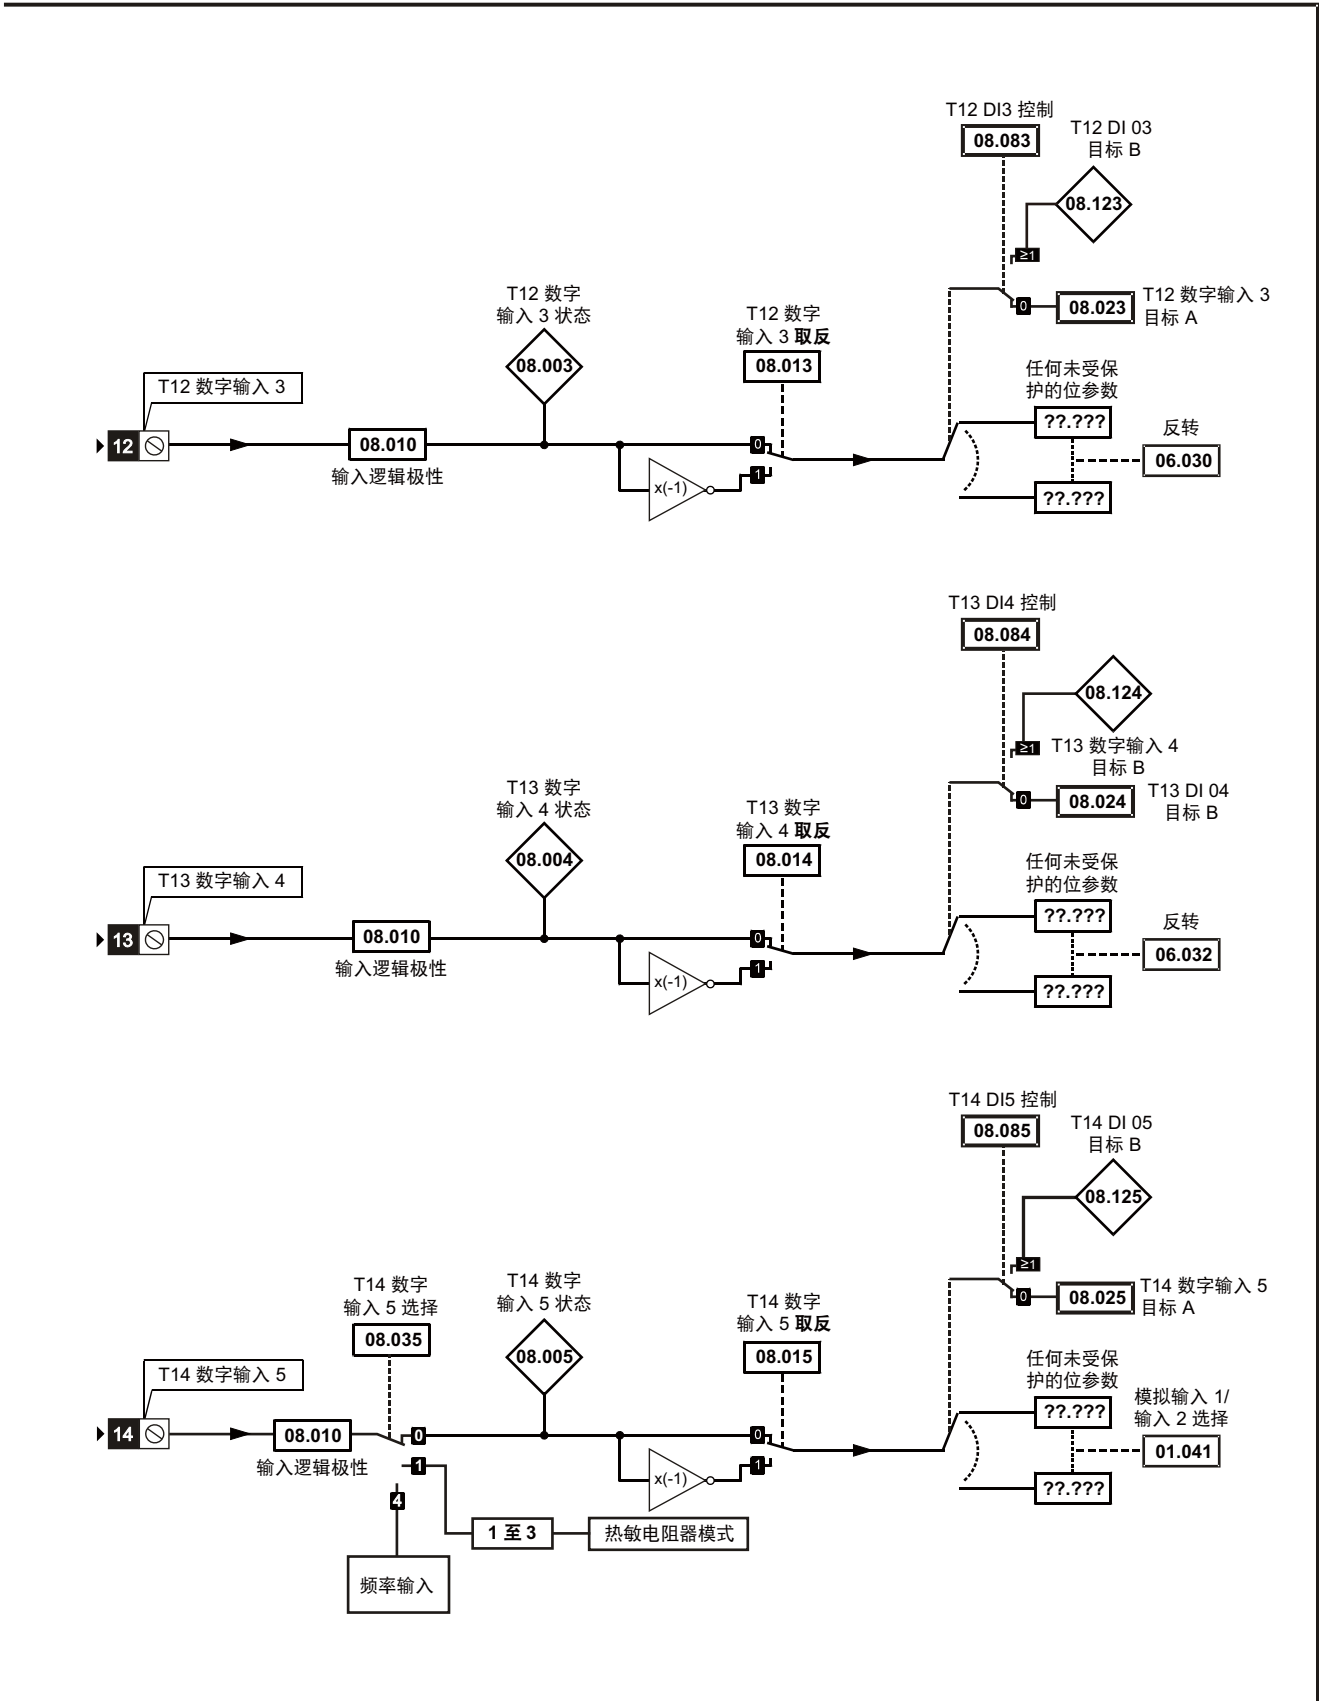 T12 DI3 控制
08.083
T12 DI 03
目标 B
08.123
≥1
T12 数字
输入 3 状态
08.003
T12 数字
输入 3 取反
08.013
0
08.023
T12 数字输入 3
目标 A
T12 数字输入 3
12
08.010
输入逻辑极性
x(-1)
0
1
任何未受保
护的位参数
??.???
反转
06.030
??.???
T13 DI4 控制
08.084
08.124
≥1
T13 数字输入 4
目标 B
T13 数字
输入 4 状态
08.004
T13 数字
输入 4 取反
08.014
0
08.024
T13 DI 04
目标 B
T13 数字输入 4
13
08.010
输入逻辑极性
x(-1)
0
1
任何未受保
护的位参数
??.???
反转
06.032
??.???
T14 DI5 控制
08.085
T14 DI 05
目标 B
08.125
≥1
T14 数字
输入 5 选择
08.035
T14 数字
输入 5 状态
08.005
T14 数字
输入 5 取反
08.015
0
08.025
T14 数字输入 5
目标 A
T14 数字输入 5
14
08.010
输入逻辑极性
0
1
4
x(-1)
0
1
任何未受保
护的位参数
??.???
模拟输入 1/
输入 2 选择
01.041
??.???
1 至 3
热敏电阻器模式
频率输入